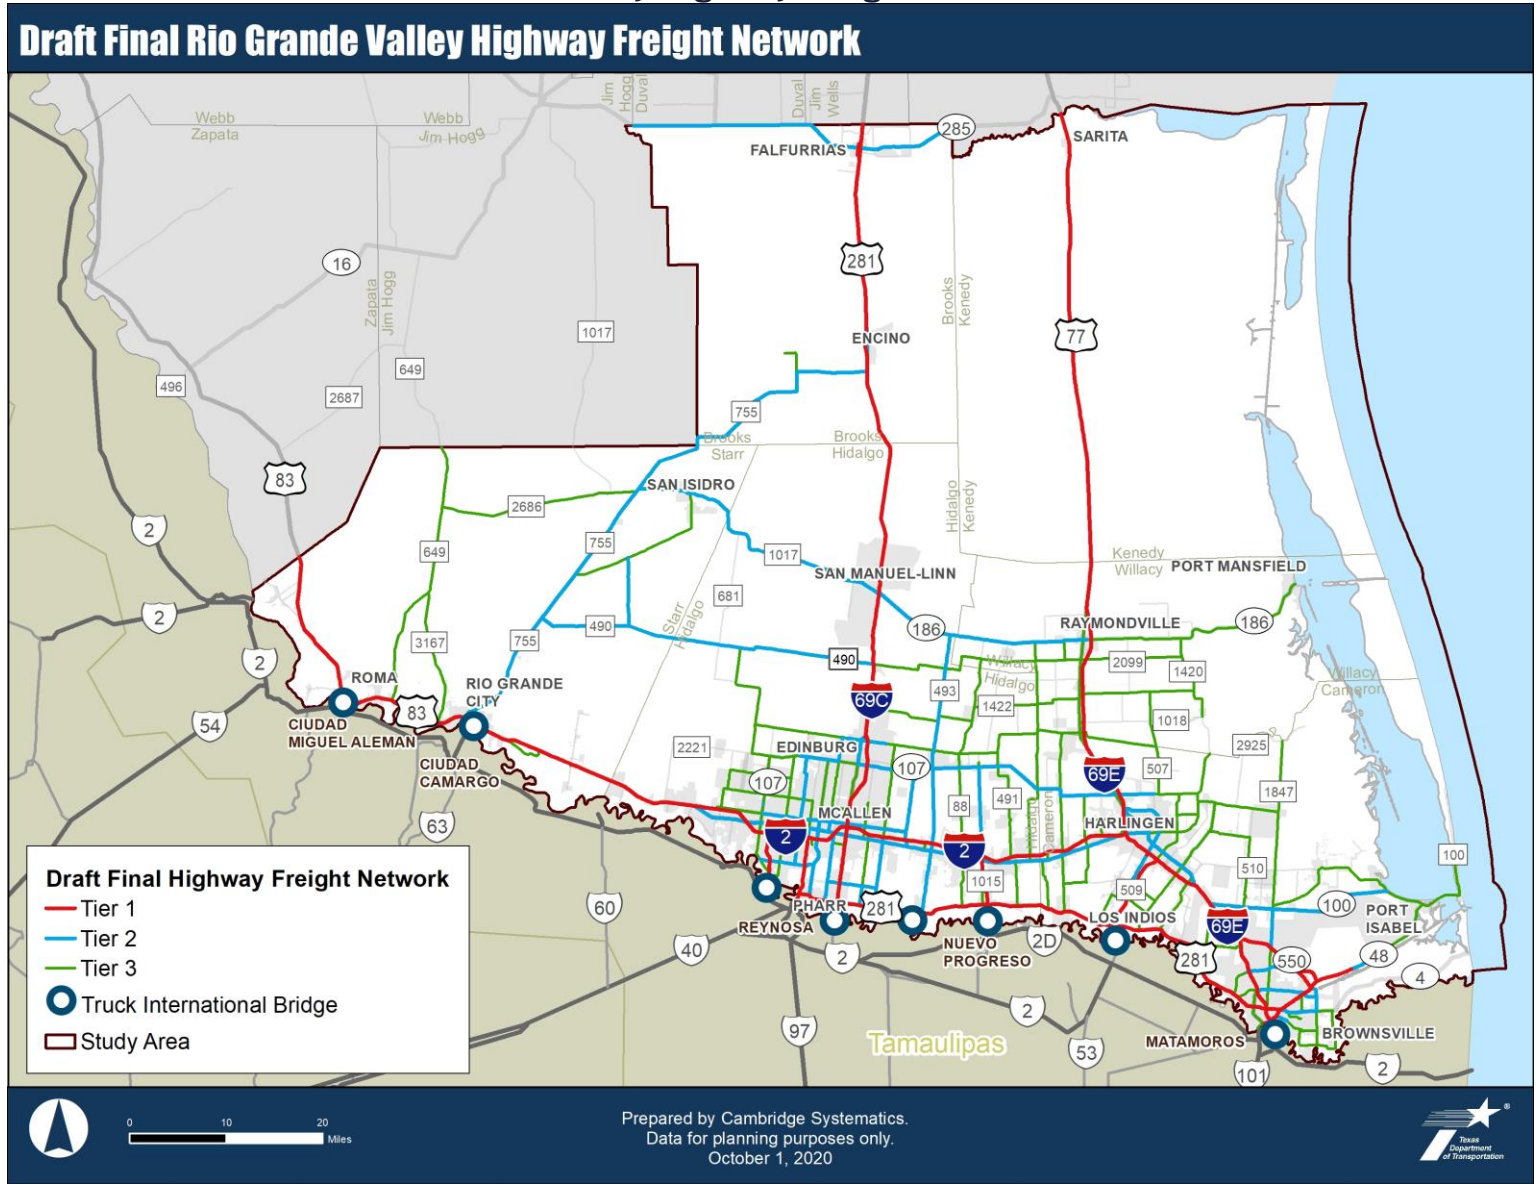 Draft Final Rio Grande Valley Highway Freight Network
Webb
Zapata
Webb
Jim Hogg
Jim
Hogg
Duval
Duval
Jim
Wells
285
FALFURRIAS
SARITA
16
281
Zapata
Jim Hogg
Brooks
Kenedy
1017
77
ENCINO
649
496
2687
755
Brooks
Starr
Brooks
Hidalgo
83
SAN ISIDRO
2686
Hidalgo
Kenedy
2
755
649
1017
Kenedy
Willacy
PORT MANSFIELD
SAN MANUEL-LINN
681
2
Starr
Hidalgo
490
186
RAYMONDVILLE
186
755
3167
2
490
Willacy
Hidalgo
2099
1420
Willacy
Cameron
ROMA
RIO GRANDE
CITY
69C
493
1422
83
54
CIUDAD
MIGUEL ALEMAN
1018
2221
EDINBURG
2925
CIUDAD
CAMARGO
107
107
69E
507
1847
88
491
63
MCALLEN
HARLINGEN
2
2
Hidalgo
Cameron
100
510
1015
509
60
PHARR
281
LOS INDIOS
100
PORT
ISABEL
REYNOSA
69E
40
NUEVO
PROGRESO
2D
2
281
550
48
4
2
97
Tamaulipas
53
MATAMOROS
BROWNSVILLE
101
2
Draft Final Highway Freight Network
Tier 1
Tier 2
Tier 3
Truck International Bridge
Study Area
0 10 20
Miles
Prepared by Cambridge Systematics.
Data for planning purposes only.
October 1, 2020
Texas
Department
of Transportation
®